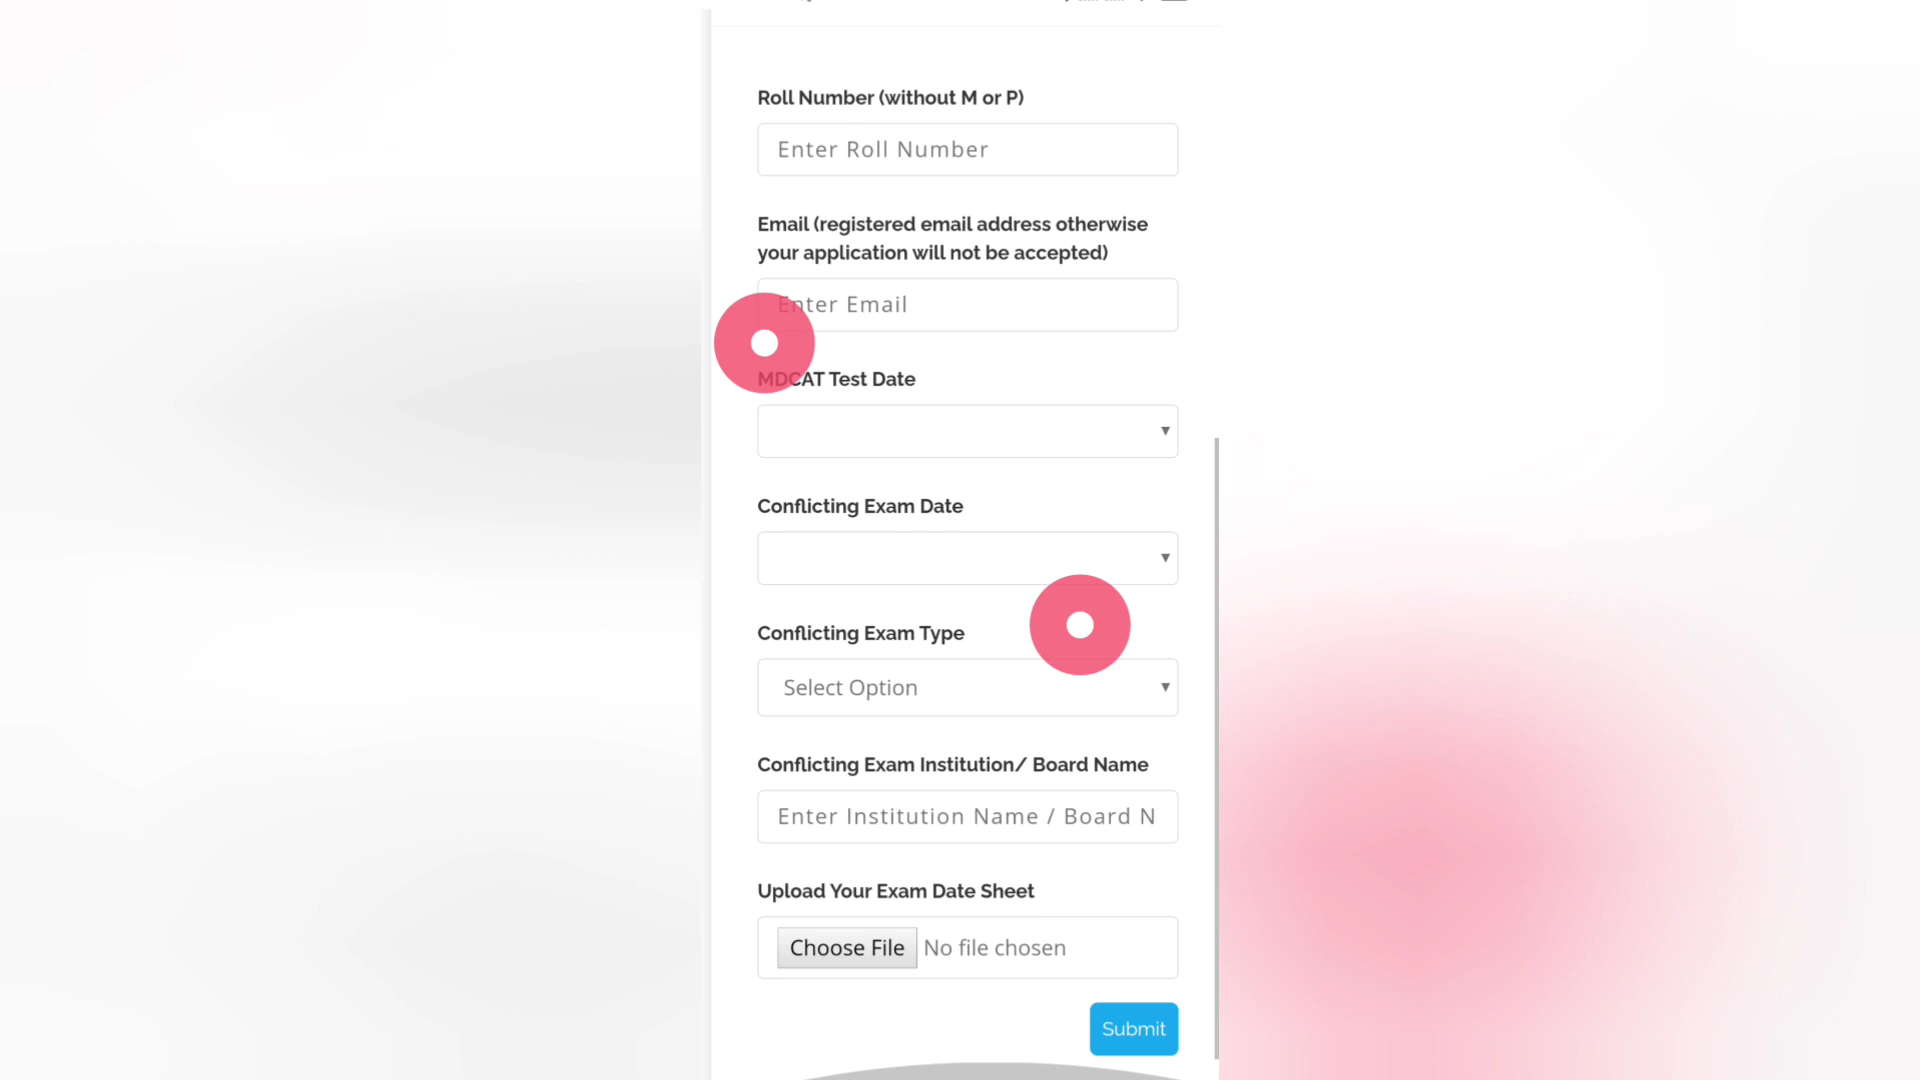 Roll Number (without M or P)
Enter Roll Number
Email (registered email address otherwise
your application will not be accepted)
Enter Email
MDCAT Test Date
Conflicting Exam Date
Conflicting Exam Type
Select Option
Conflicting Exam Institution/ Board Name
Enter Institution Name / Board N
Upload Your Exam Date Sheet
Choose File No file chosen
Submit